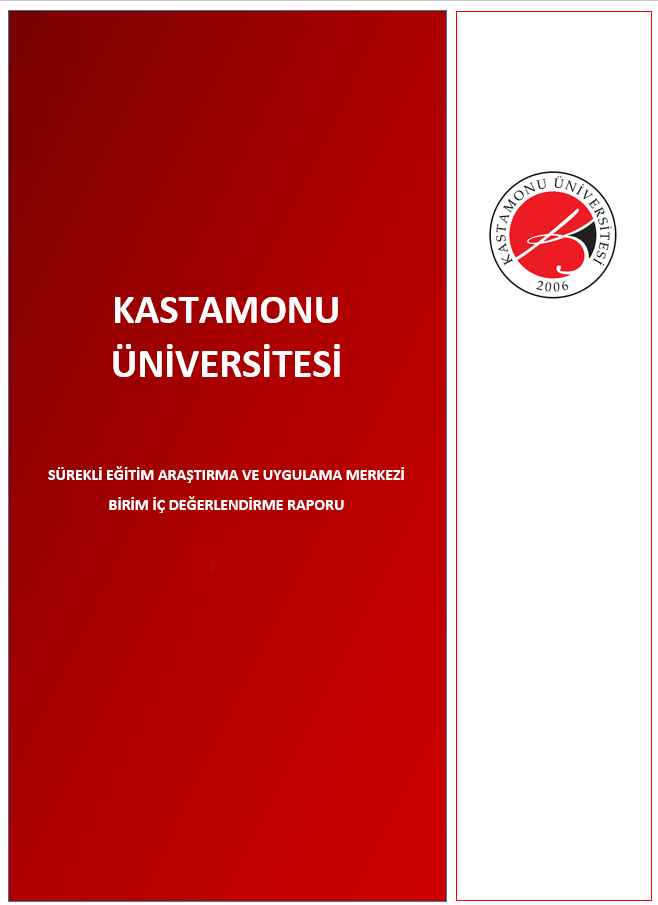 KASTAMONU
ÜNİVERSİTESİ
SÜREKLİ EĞİTİM ARAŞTIRMA VE UYGULAMA MERKEZİ
BİRİM İÇ DEĞERLENDİRME RAPORU
KASTAMONU ÜNİVERSİTESİ
2006